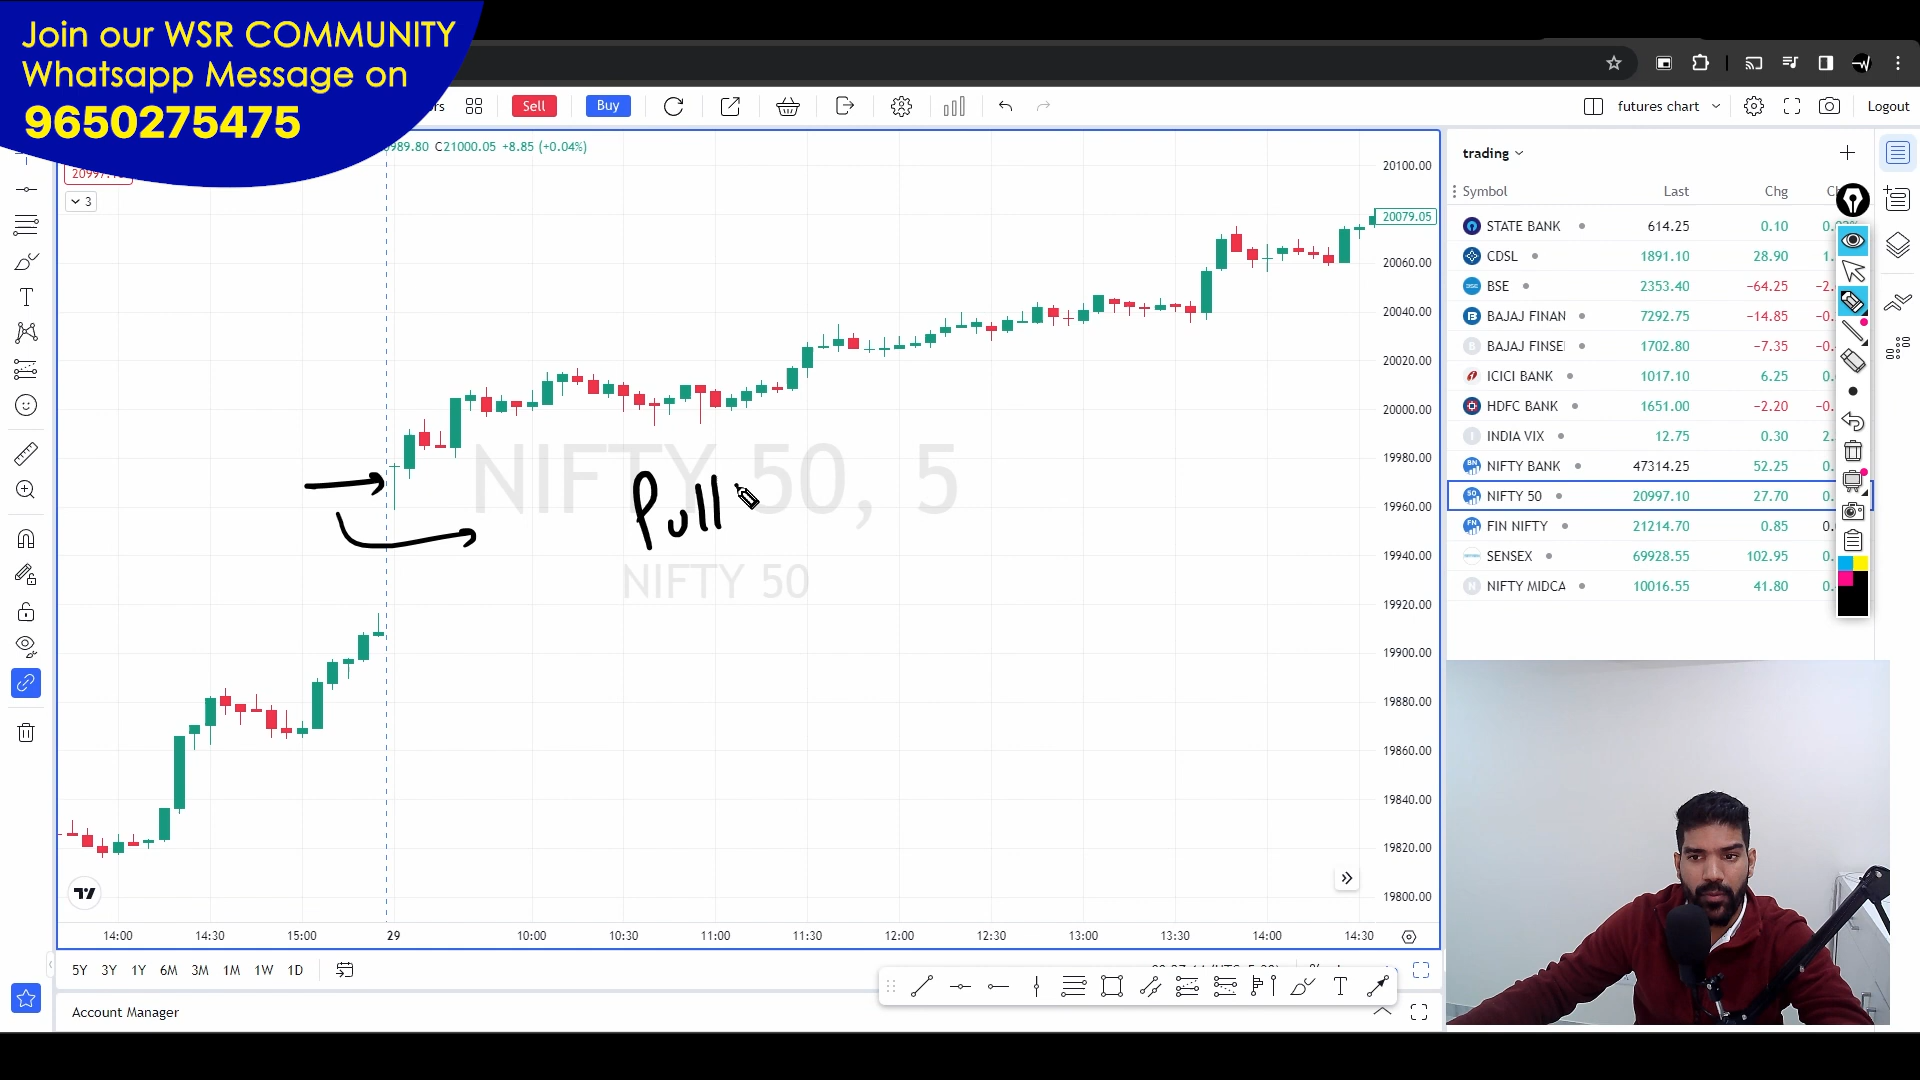 Join our WSR COMMUNITY
Whatsapp Message on
9650275475
Sell
Buy
futures chart
Logout
989.80 C21000.05 +8.85 (+0.04%)
3
trading
Symbol Last Chg
STATE BANK 614.25 0.10
CDSL 1891.10 28.90
BSE 2353.40 −64.25
BAJAJ FINAN 7292.75 −14.85
BAJAJ FINSE 1702.80 −7.35
ICICI BANK 1017.10 6.25
HDFC BANK 1651.00 −2.20
INDIA VIX 12.75 0.30
NIFTY BANK 47314.25 52.25
NIFTY 50 20997.10 27.70
FIN NIFTY 21214.70 0.85
SENSEX 69928.55 102.95
NIFTY MIDCA 10016.55 41.80
20100.00
20079.05
20060.00
20040.00
20020.00
20000.00
19980.00
19960.00
19940.00
19920.00
19900.00
19880.00
19860.00
19840.00
19820.00
19800.00
NIFTY 50, 5
Pull
NIFTY 50
14:00 14:30 15:00 29 10:00 10:30 11:00 11:30 12:00 12:30 13:00 13:30 14:00 14:30
5Y 3Y 1Y 6M 3M 1M 1W 1D
Account Manager